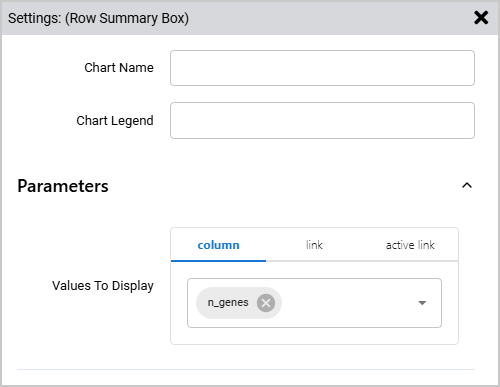 Settings: (Row Summary Box)
Chart Name
Chart Legend
Parameters
column link active link
Values To Display
n_genes